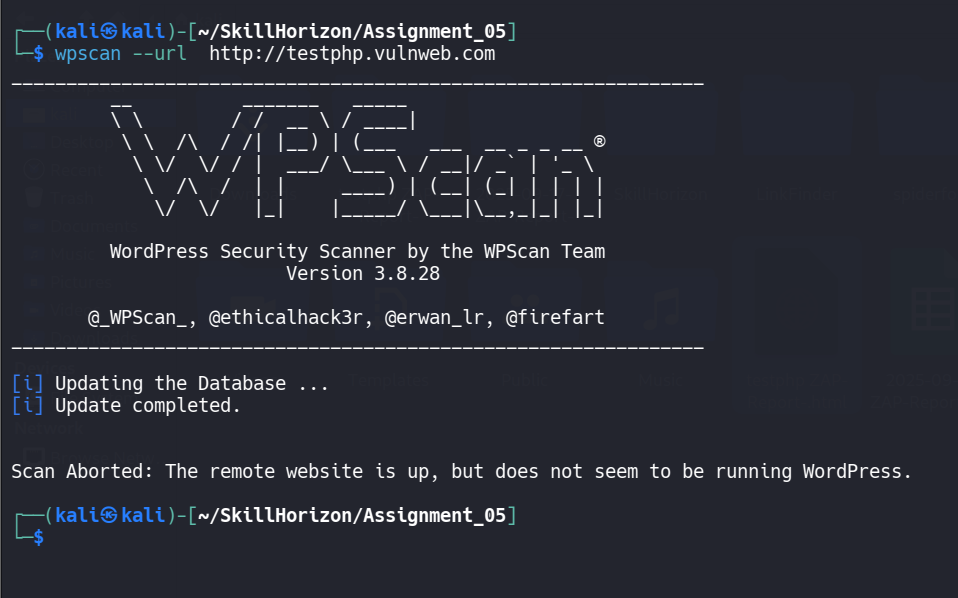 ┌──(kali㉿kali)-[~/SkillHorizon/Assignment_05]
└─$ wpscan --url  http://testphp.vulnweb.com
_______________________________________________________________
         __          _______   _____
         \ \        / /  __ \ / ____|
          \ \  /\  / /| |__) | (___   ___  __ _ _ __ ®
           \ \/  \/ / |  ___/ \___ \ / __|/ _` | '_ \
            \  /\  /  | |     ____) | (__| (_| | | | |
             \/  \/   |_|    |_____/ \___|\__,_|_| |_|

         WordPress Security Scanner by the WPScan Team
                         Version 3.8.28

       @_WPScan_, @ethicalhack3r, @erwan_lr, @firefart
_______________________________________________________________

[i] Updating the Database ...
[i] Update completed.


Scan Aborted: The remote website is up, but does not seem to be running WordPress.

┌──(kali㉿kali)-[~/SkillHorizon/Assignment_05]
└─$